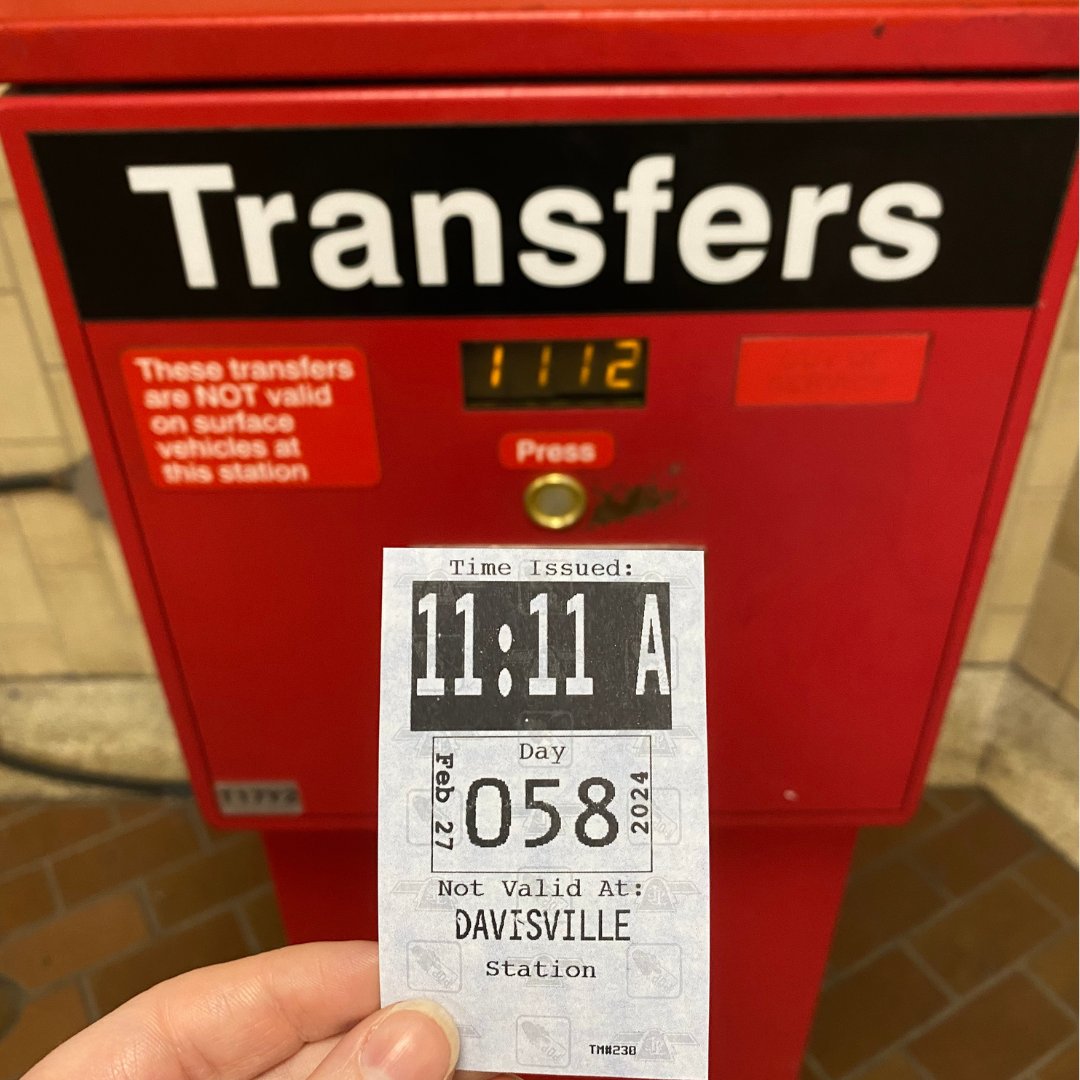 Transfers
These transfers
are NOT valid
on surface
vehicles at
this station
1112
Press
Time Issued:
11:11 A
Day
Feb 27
058
2024
Not Valid At:
DAVISVILLE
Station
TM#230